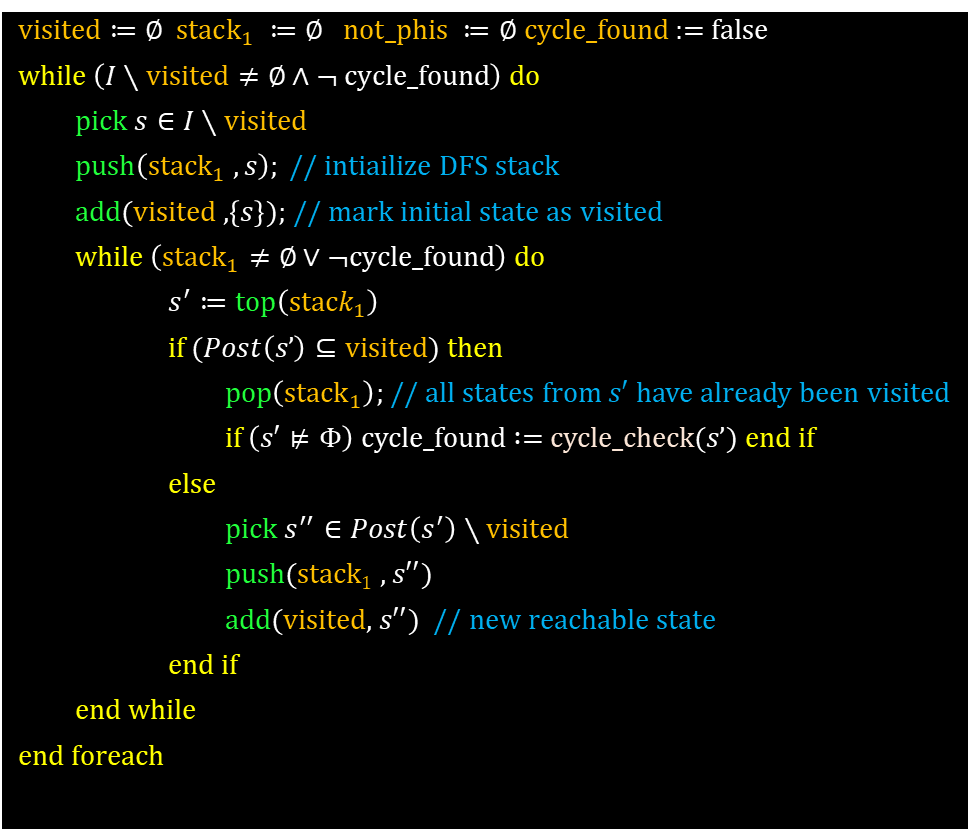 visited ≔ ∅ stack₁ ≔ ∅ not_phis ≔ ∅ cycle_found := false
while (𝐼 \ visited ≠ ∅ ∧ ¬ cycle_found) do
pick 𝑠 ∈ 𝐼 \ visited
push(stack₁ , 𝑠); // intiailize DFS stack
add(visited ,{𝑠}); // mark initial state as visited
while (stack₁ ≠ ∅ ∨ ¬cycle_found) do
𝑠′ ≔ top(stack₁)
if (𝑃𝑜𝑠𝑡(𝑠’) ⊆ visited) then
pop(stack₁); // all states from 𝑠′ have already been visited
if (𝑠′ ⊭ Φ) cycle_found := cycle_check(𝑠’) end if
else
pick 𝑠′′ ∈ 𝑃𝑜𝑠𝑡(𝑠′) \ visited
push(stack₁ , 𝑠′′)
add(visited, 𝑠′′) // new reachable state
end if
end while
end foreach